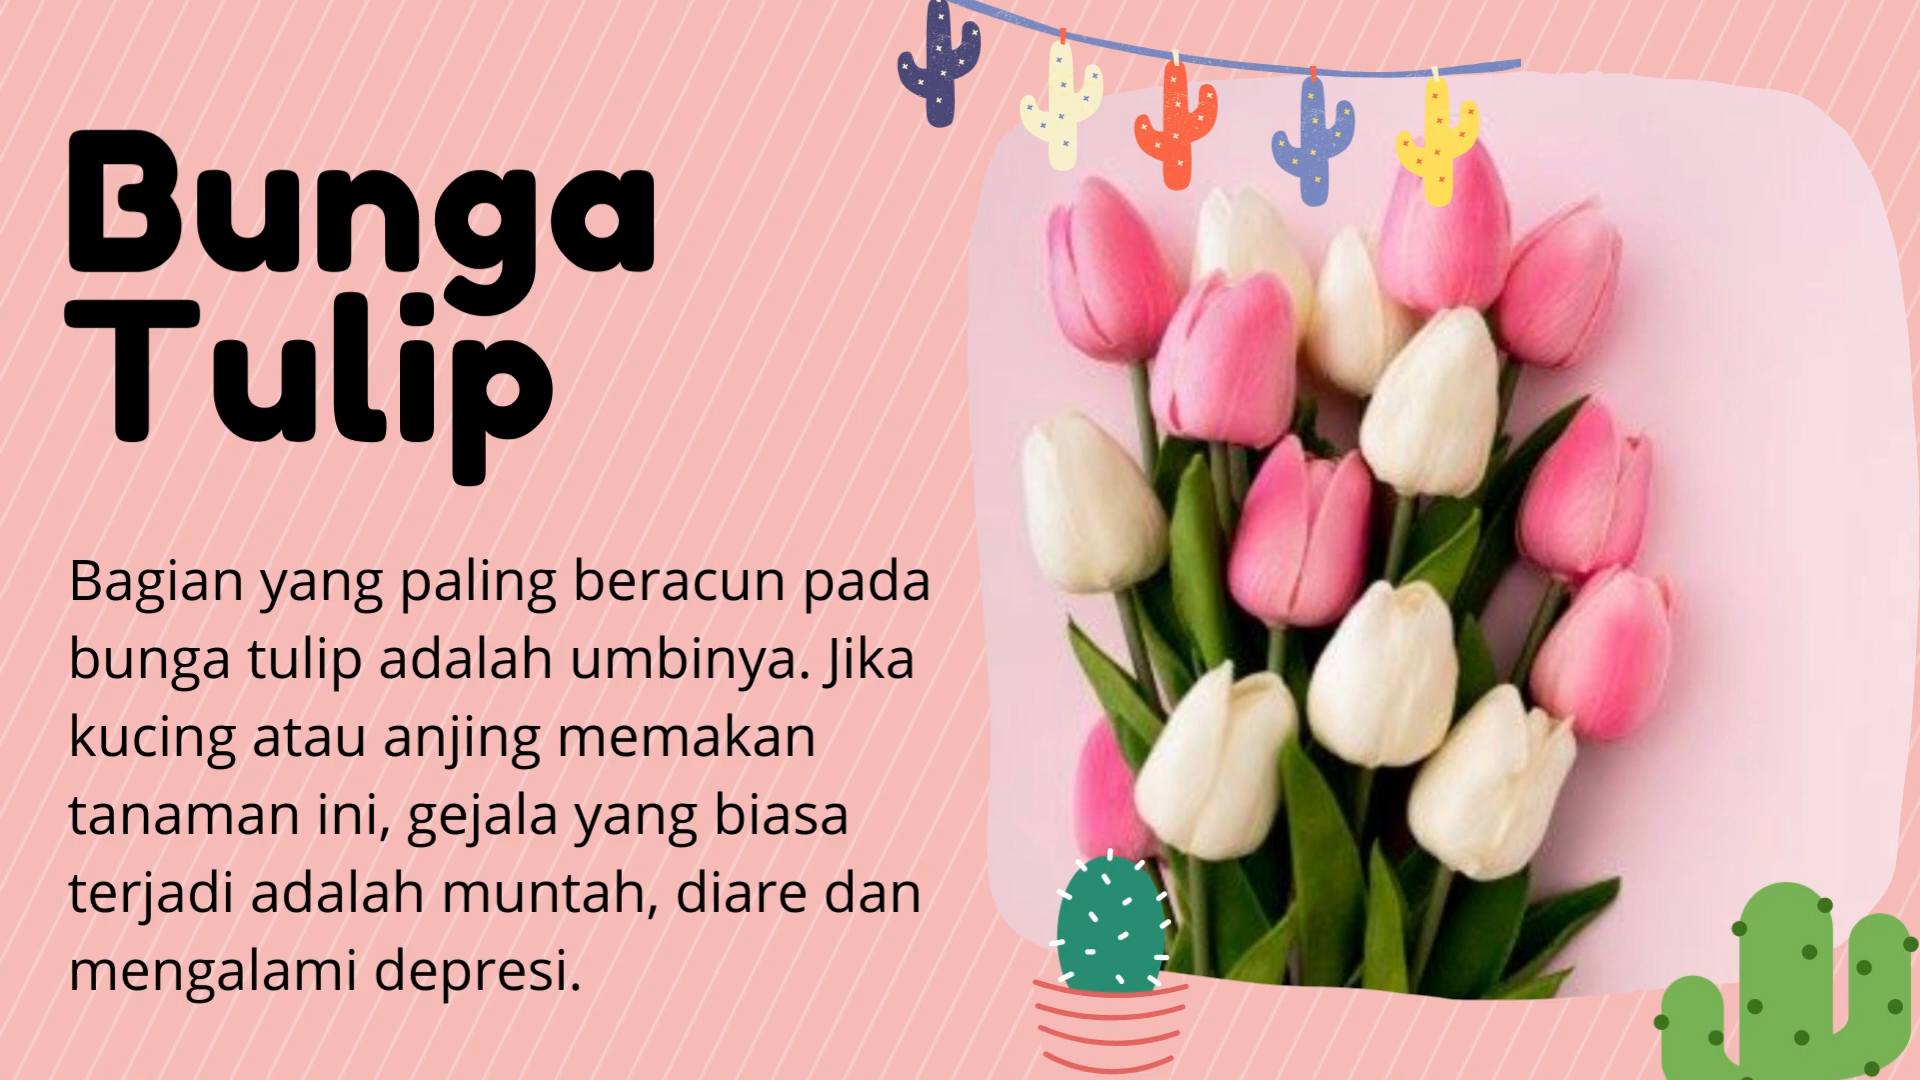 Bunga
Tulip
Bagian yang paling beracun pada
bunga tulip adalah umbinya. Jika
kucing atau anjing memakan
tanaman ini, gejala yang biasa
terjadi adalah muntah, diare dan
mengalami depresi.